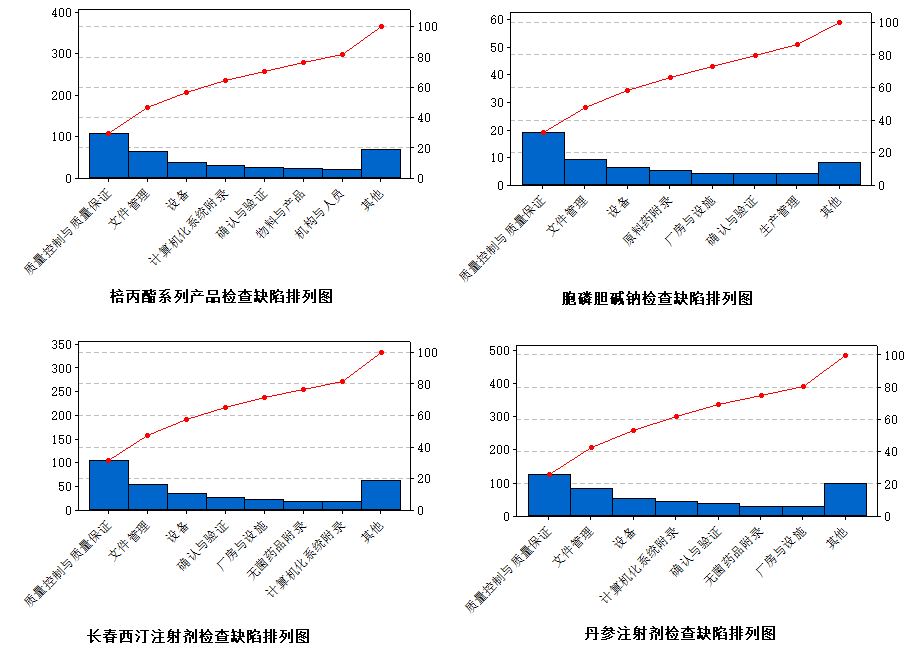 400
300
200
100
0
100
80
60
40
20
0
质量控制与质量保证
文件管理
设备
计算机化系统附录
确认与验证
物料与产品
机构与人员
其他
棓丙酯系列产品检查缺陷排列图
60
50
40
30
20
10
0
100
80
60
40
20
0
质量控制与质量保证
文件管理
设备
原料药附录
厂房与设施
确认与验证
生产管理
其他
胞磷胆碱钠检查缺陷排列图
350
300
250
200
150
100
50
0
100
80
60
40
20
0
质量控制与质量保证
文件管理
设备
确认与验证
厂房与设施
无菌药品附录
计算机化系统附录
其他
长春西汀注射剂检查缺陷排列图
500
400
300
200
100
0
100
80
60
40
20
0
质量控制与质量保证
文件管理
设备
计算机化系统附录
确认与验证
无菌药品附录
厂房与设施
其他
丹参注射剂检查缺陷排列图